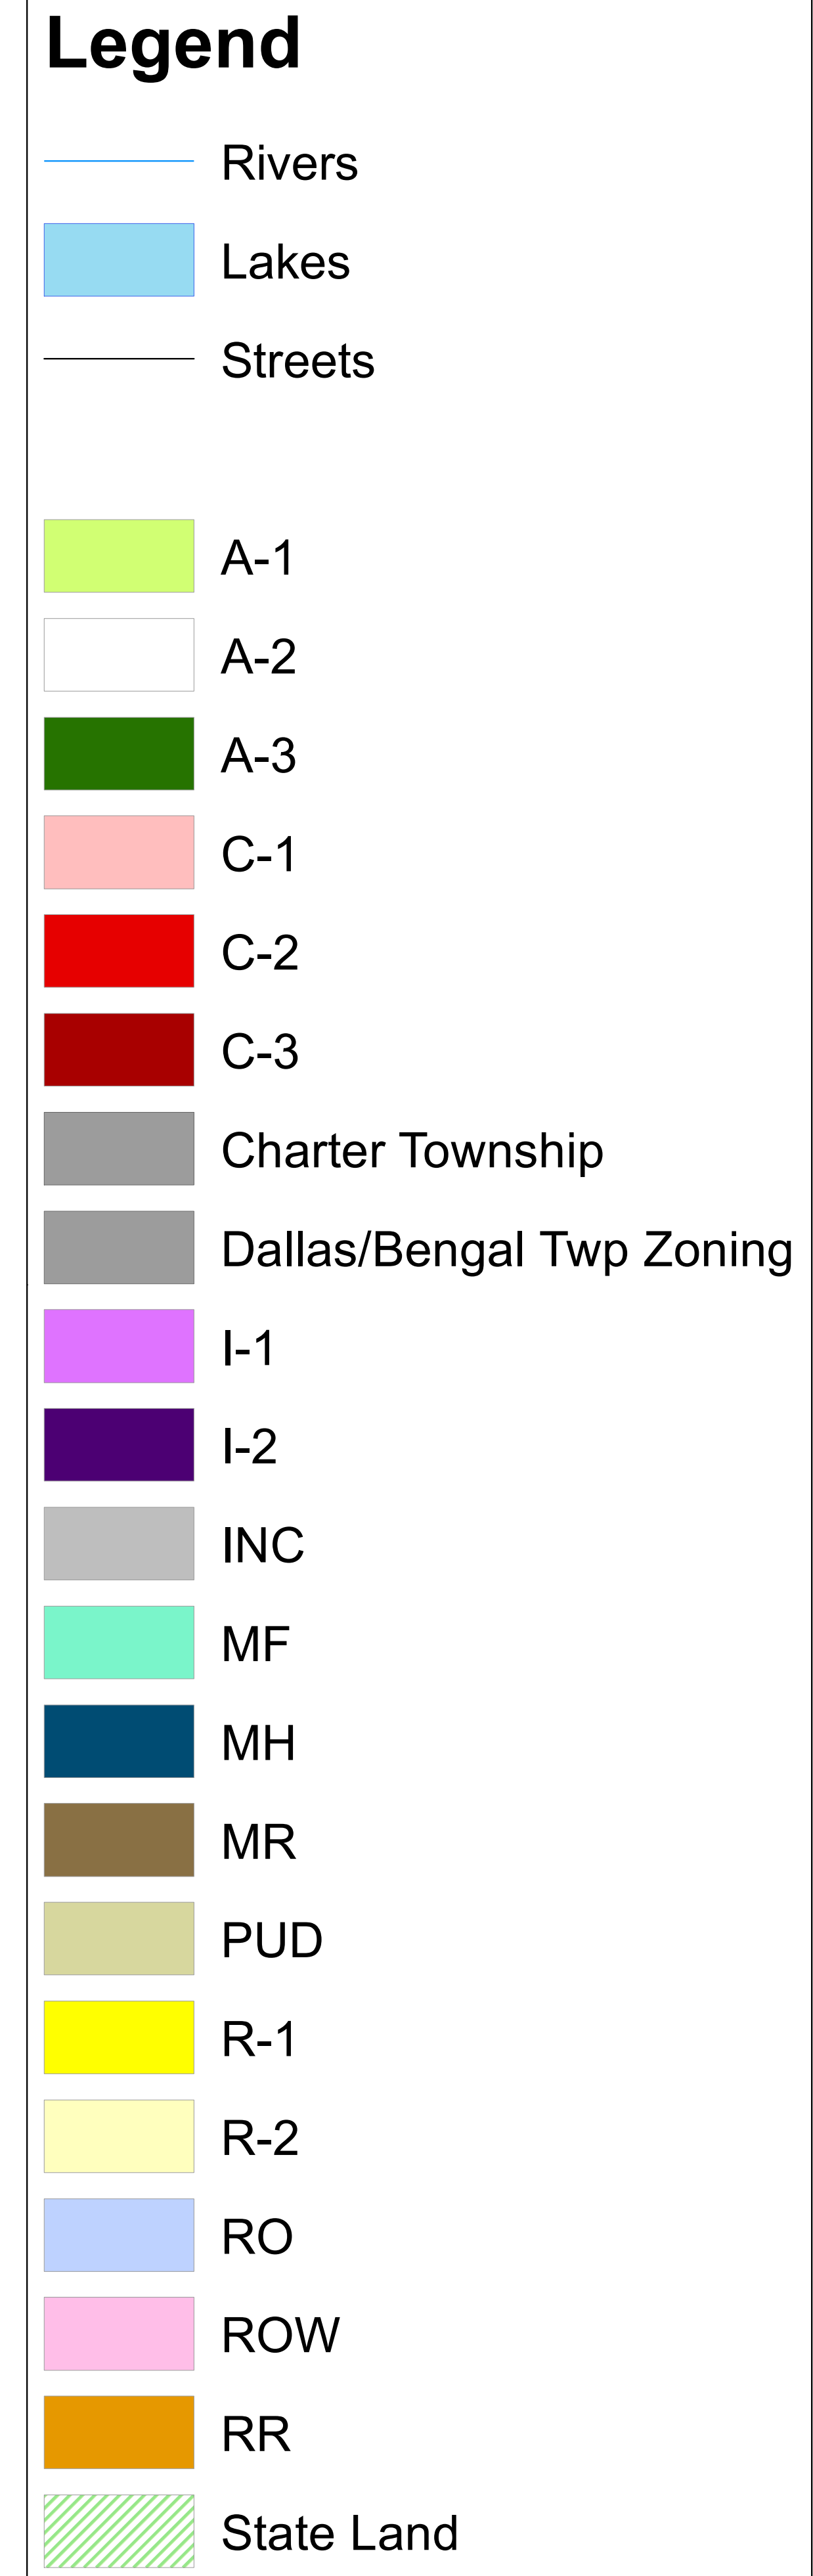 Legend
Rivers
Lakes
Streets
A-1
A-2
A-3
C-1
C-2
C-3
Charter Township
Dallas/Bengal Twp Zoning
I-1
I-2
INC
MF
MH
MR
PUD
R-1
R-2
RO
ROW
RR
State Land